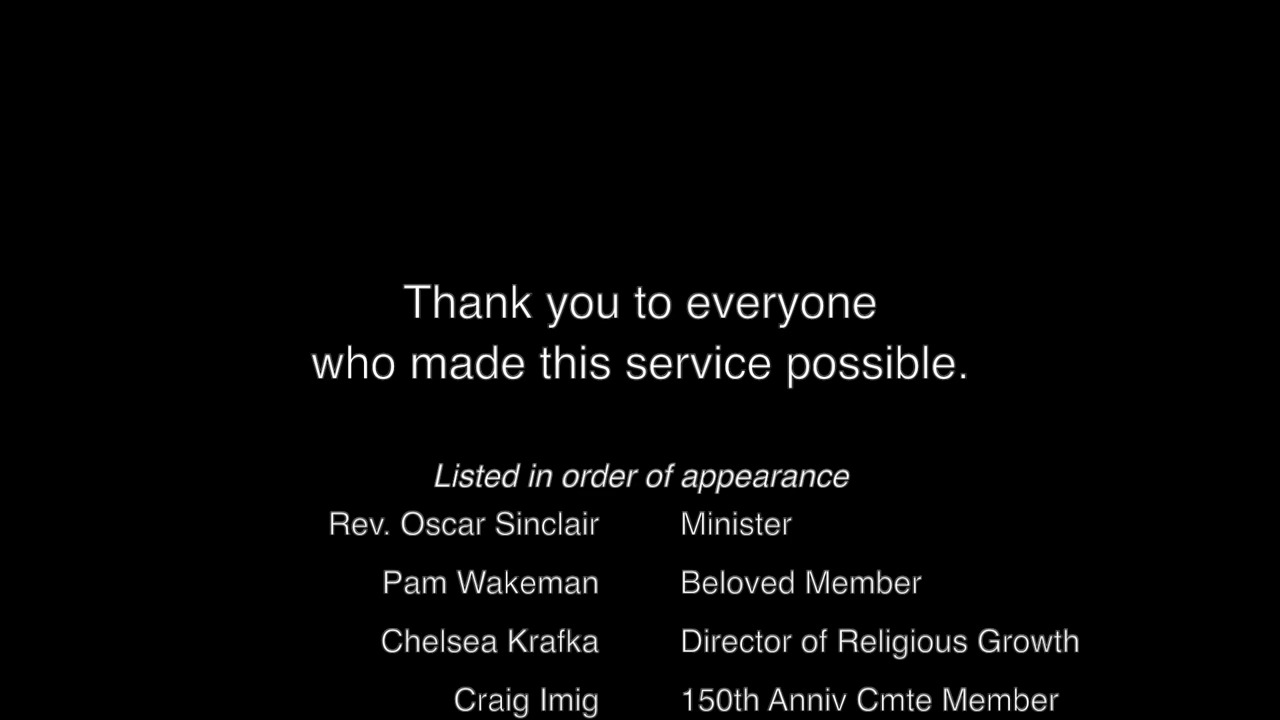 Thank you to everyone
who made this service possible.
Listed in order of appearance
Rev. Oscar Sinclair Minister
Pam Wakeman Beloved Member
Chelsea Krafka Director of Religious Growth
Craig Imig 150th Anniv Cmte Member